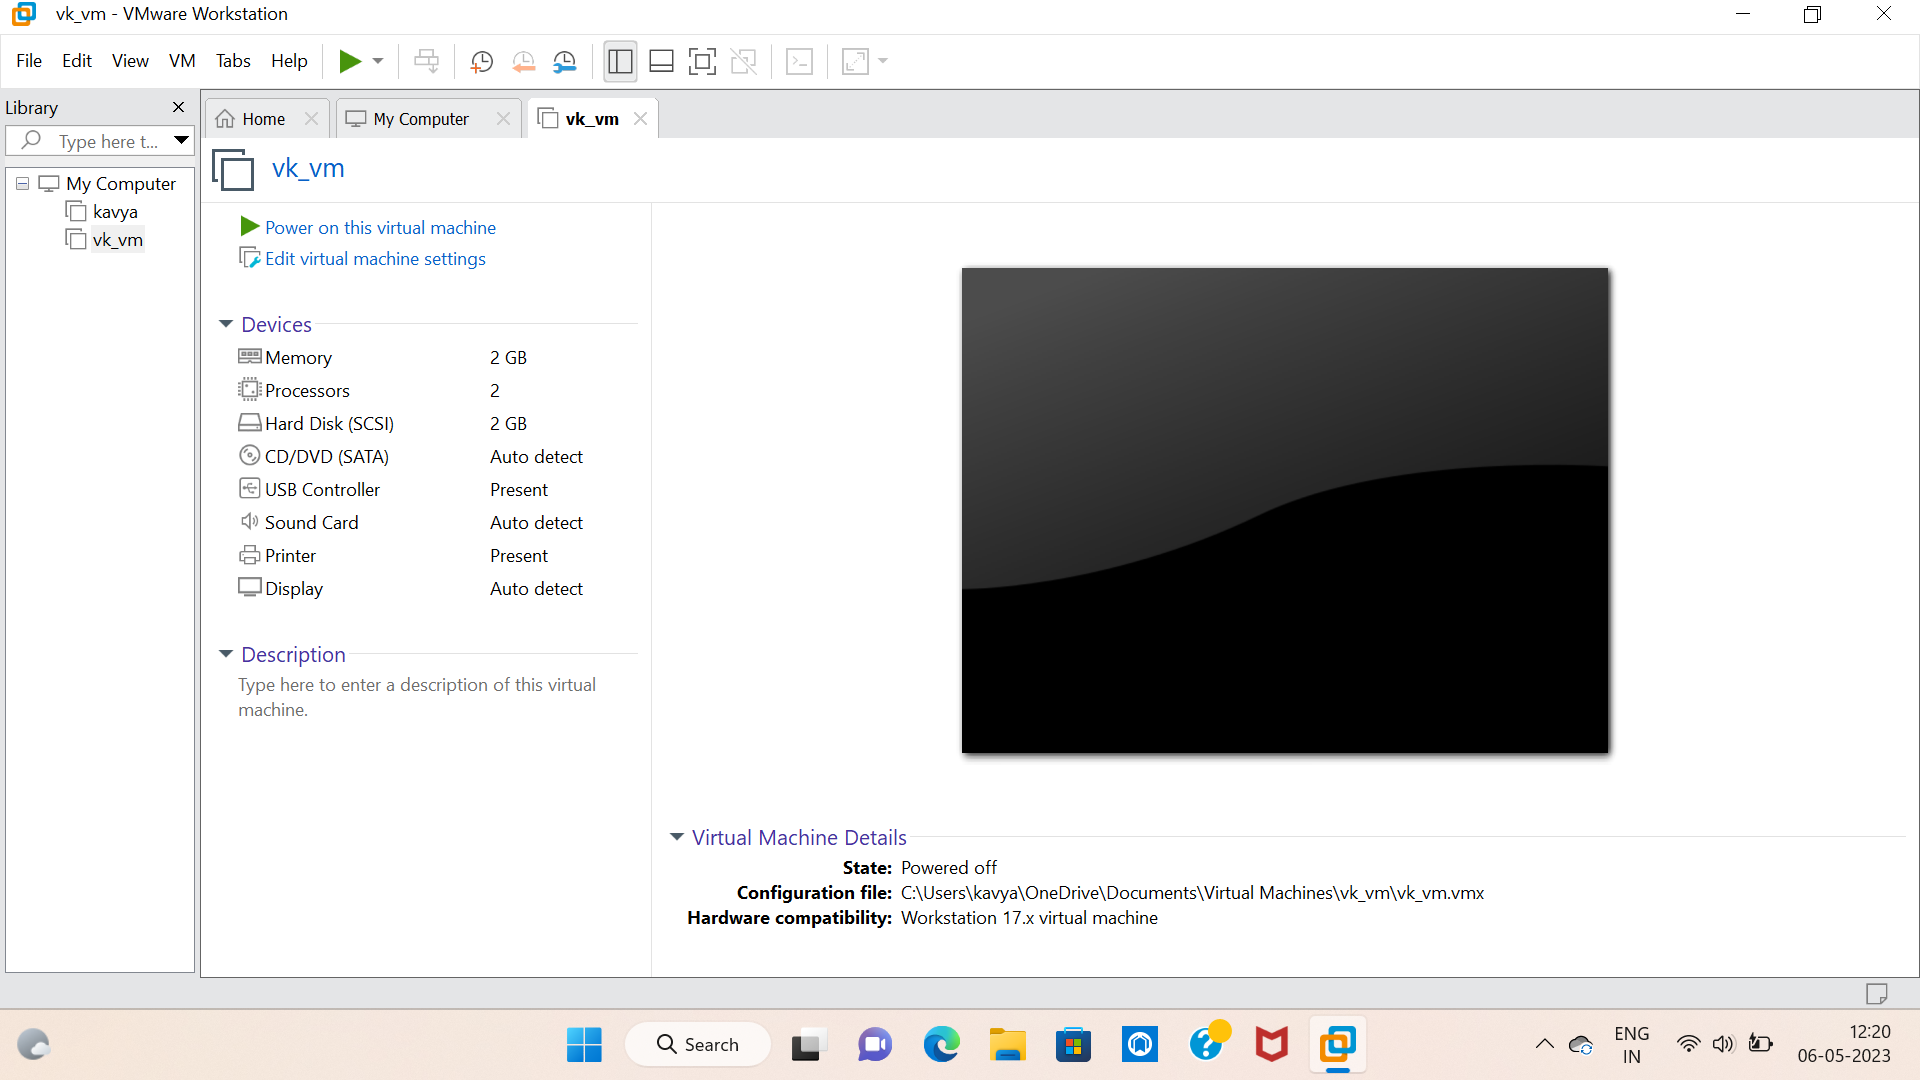 vk_vm - VMware Workstation
File Edit View VM Tabs Help
Library
Type here t...
My Computer
kavya
vk_vm
Home
My Computer
vk_vm
vk_vm
Power on this virtual machine
Edit virtual machine settings
Devices
Memory 2 GB
Processors 2
Hard Disk (SCSI) 2 GB
CD/DVD (SATA) Auto detect
USB Controller Present
Sound Card Auto detect
Printer Present
Display Auto detect
Description
Type here to enter a description of this virtual
machine.
Virtual Machine Details
State: Powered off
Configuration file: C:\Users\kavya\OneDrive\Documents\Virtual Machines\vk_vm\vk_vm.vmx
Hardware compatibility: Workstation 17.x virtual machine
Search
ENG
IN
12:20
06-05-2023